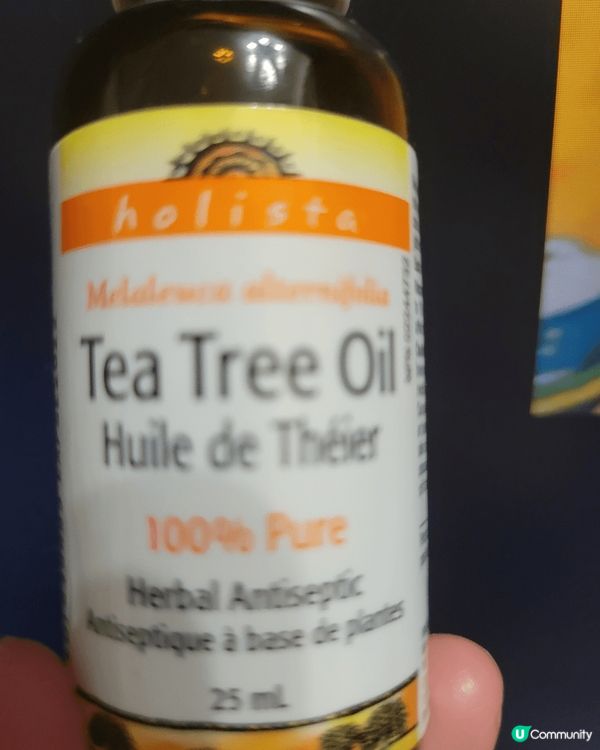 holista
Melaleuca alternifolia
Tea Tree Oil
Huile de Théier
100% Pure
Herbal Antiseptic
Antiseptique à base de plantes
25 mL
U Community